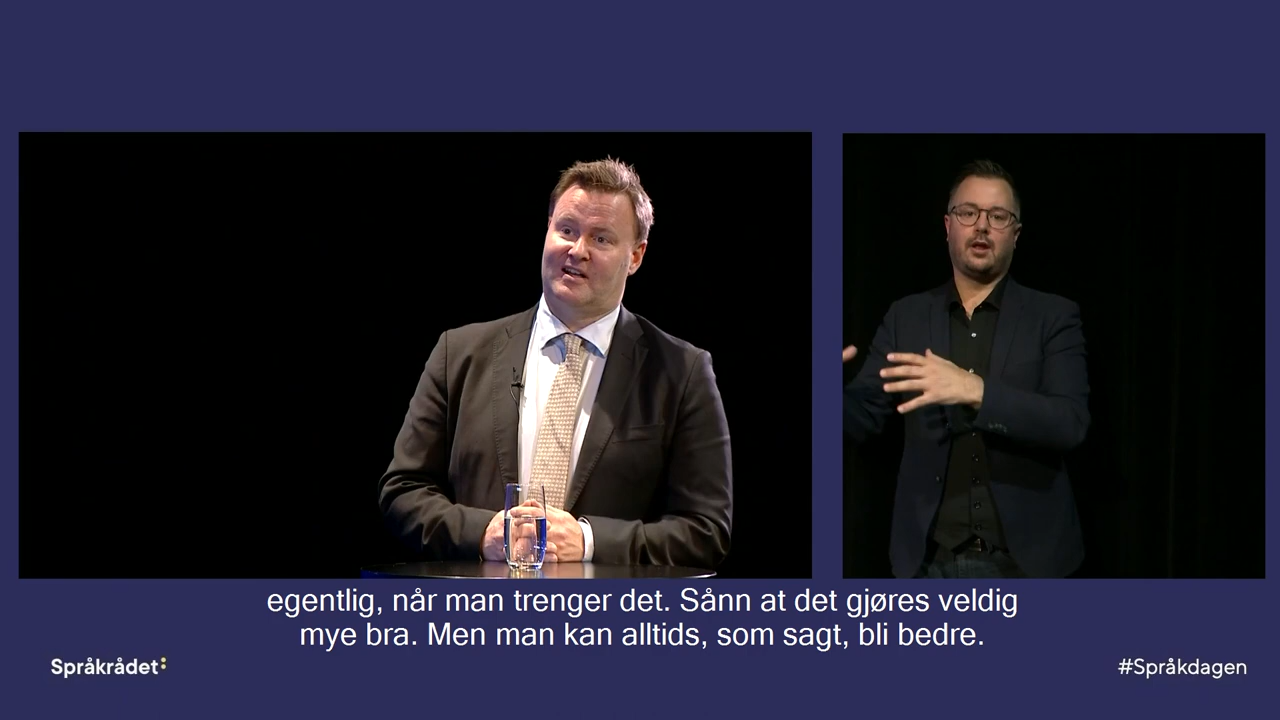 egentlig, når man trenger det. Sånn at det gjøres veldig
mye bra. Men man kan alltids, som sagt, bli bedre.
Språkrådet:
#Språkdagen